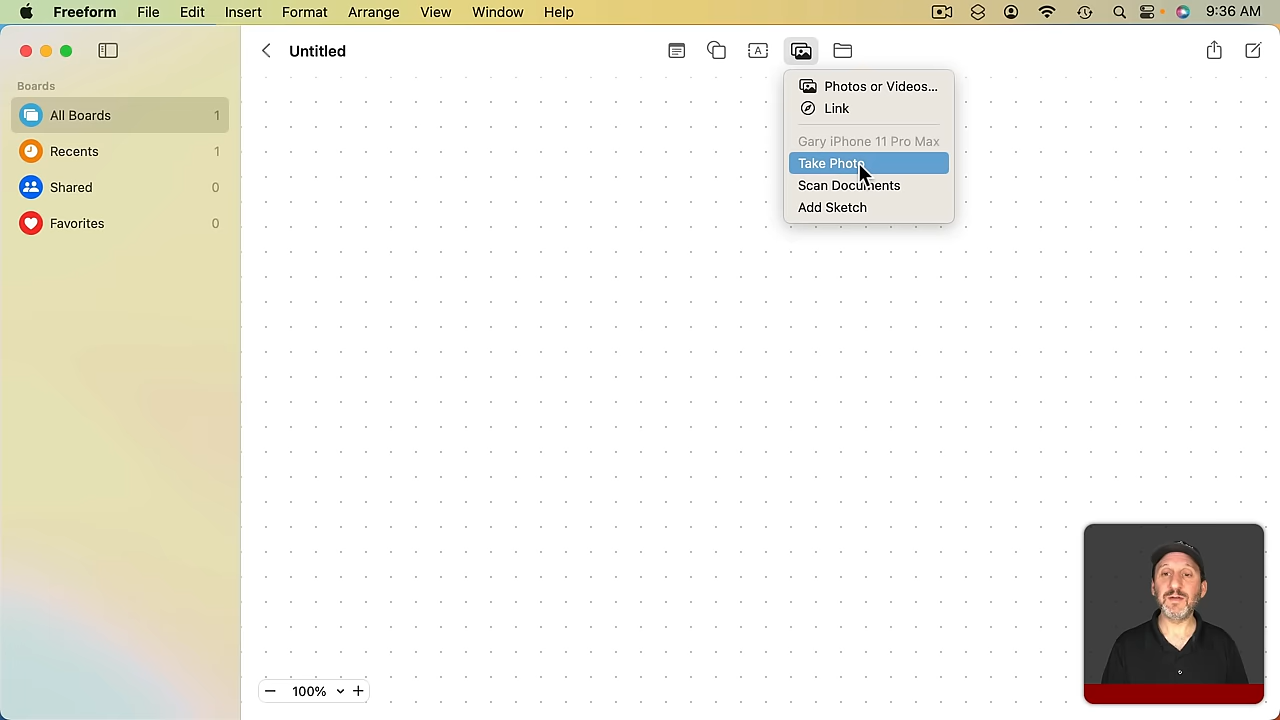 Freeform File Edit Insert Format Arrange View Window Help 9:36 AM
Untitled
A
Boards
All Boards 1
Recents 1
Shared 0
Favorites 0
Photos or Videos...
Link
Gary iPhone 11 Pro Max
Take Photo
Scan Documents
Add Sketch
100%